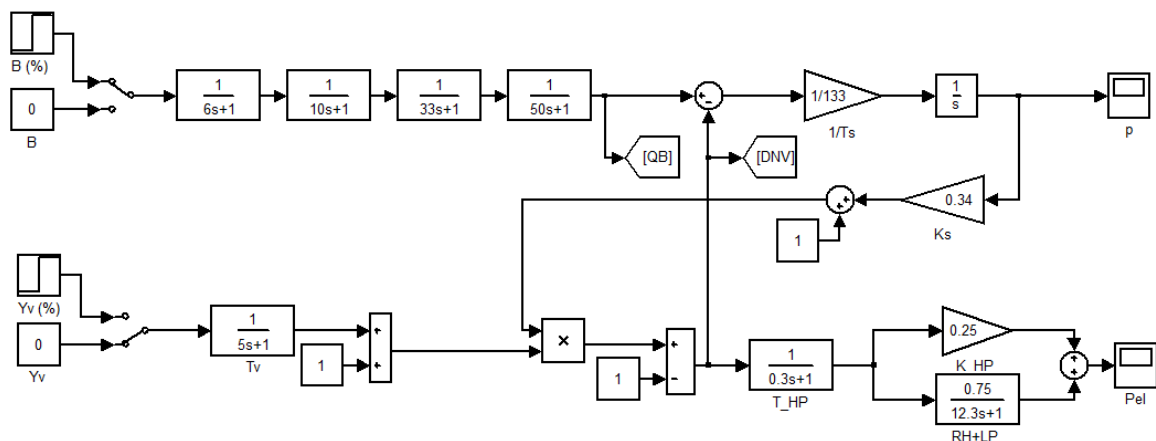 B (%)
0
B
1
6s+1
1
10s+1
1
33s+1
1
50s+1
+
-
1/133
1/Ts
1
s
p
[QB]
[DNV]
0.34
Ks
+
+
1
Yv (%)
0
Yv
1
5s+1
Tv
+
+
1
×
+
-
1
1
0.3s+1
T_HP
0.25
K_HP
0.75
12.3s+1
RH+LP
+
+
Pel